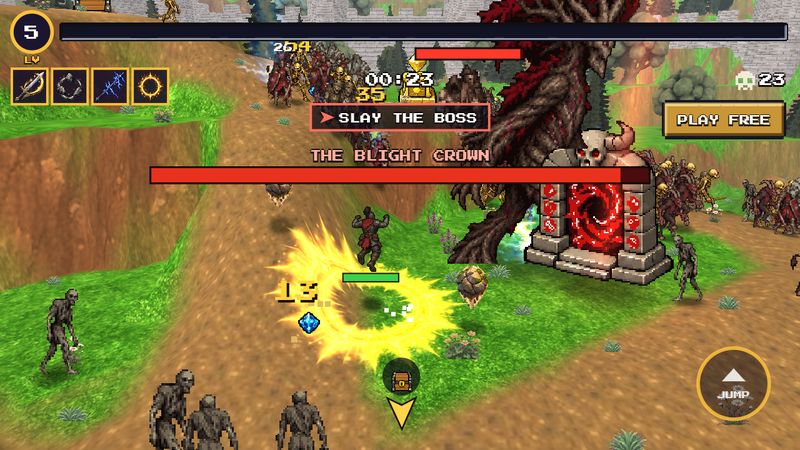 5
LV
264
00:23
35
23
SLAY THE BOSS
PLAY FREE
THE BLIGHT CROWN
13
JUMP